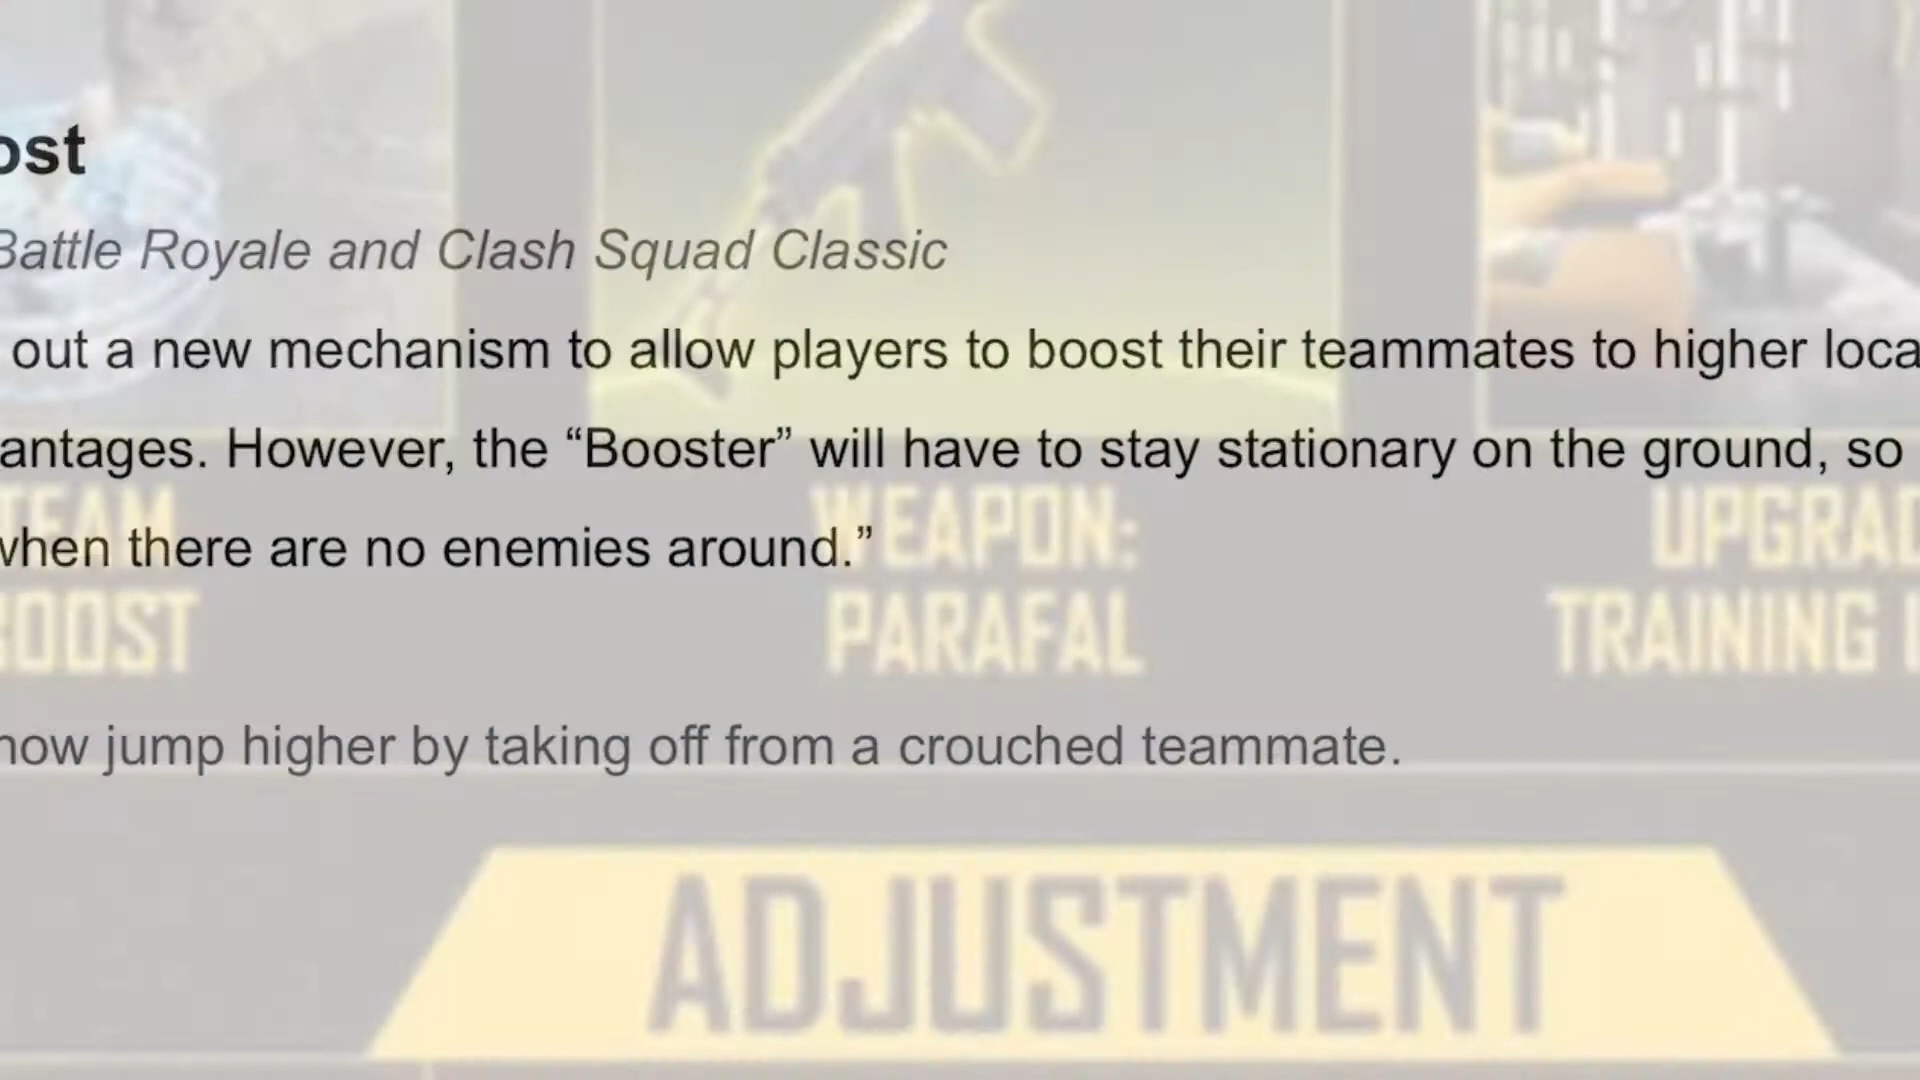 ost
Battle Royale and Clash Squad Classic
out a new mechanism to allow players to boost their teammates to higher loca
antages. However, the “Booster” will have to stay stationary on the ground, so
when there are no enemies around.”
TEAM
BOOST
WEAPON:
PARAFAL
UPGRAD
TRAINING
now jump higher by taking off from a crouched teammate.
ADJUSTMENT